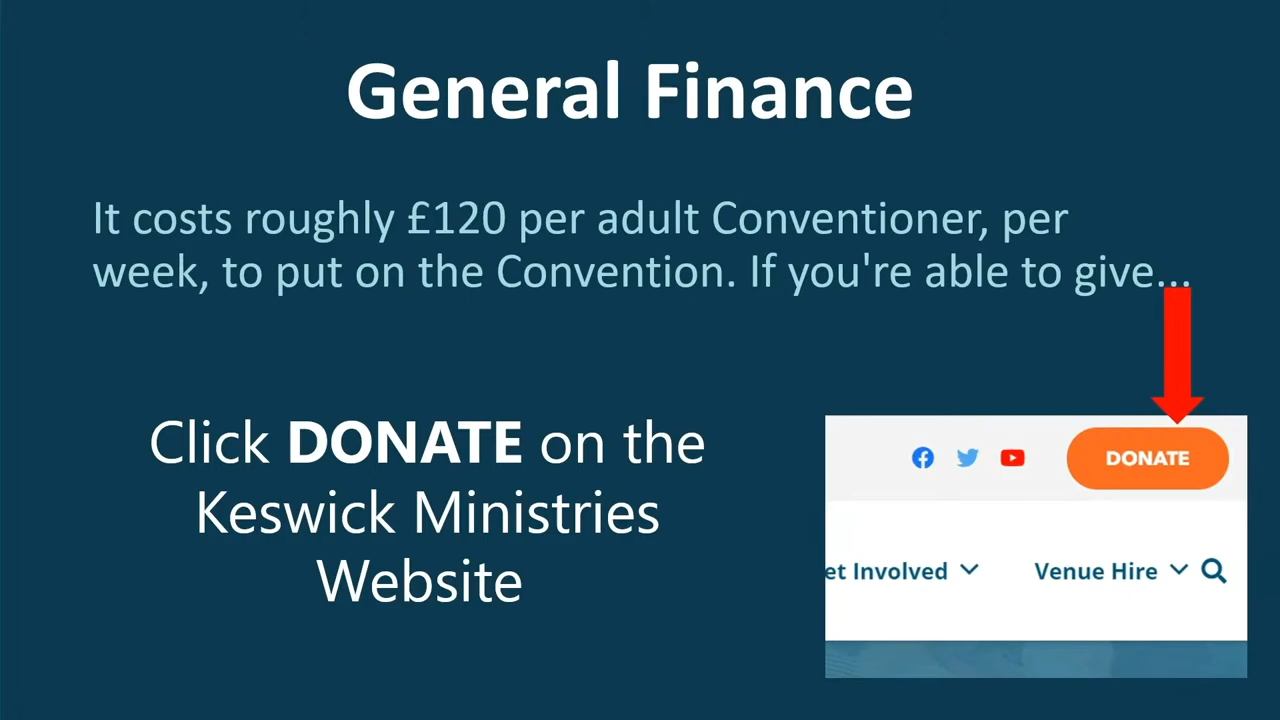 General Finance
It costs roughly £120 per adult Conventioner, per
week, to put on the Convention. If you're able to give...
Click DONATE on the
Keswick Ministries
Website
DONATE
et Involved
Venue Hire